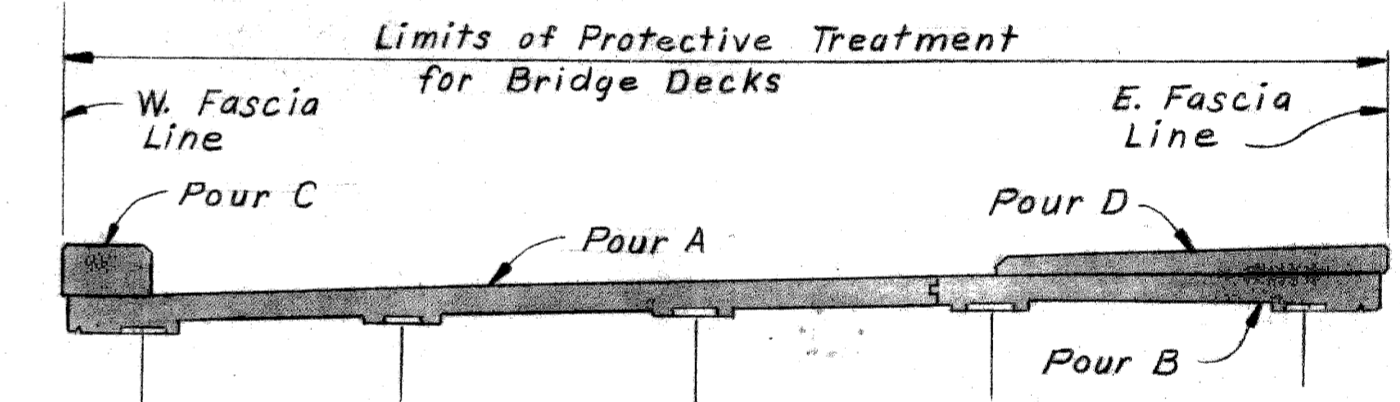 Limits of Protective Treatment
for Bridge Decks
W. Fascia
Line
E. Fascia
Line
Pour C
Pour D
Pour A
Pour B